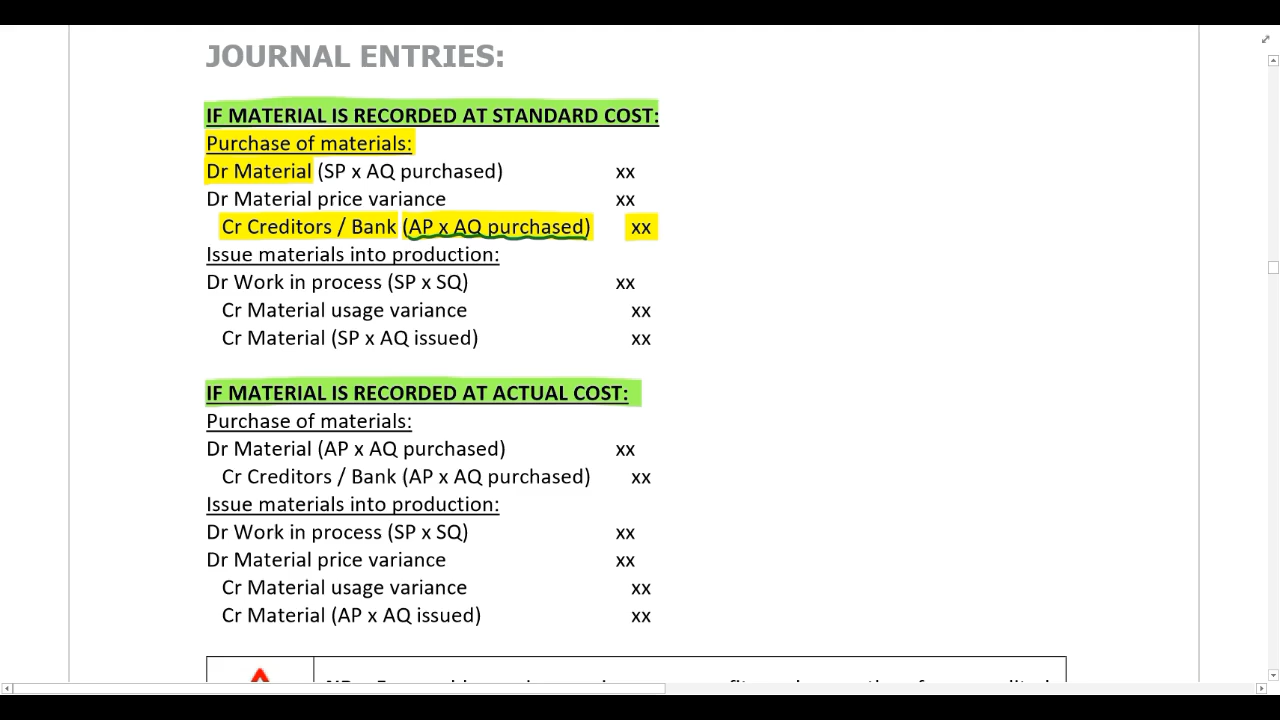 JOURNAL ENTRIES:
IF MATERIAL IS RECORDED AT STANDARD COST:
Purchase of materials:
Dr Material (SP x AQ purchased) xx
Dr Material price variance xx
Cr Creditors / Bank (AP x AQ purchased) xx
Issue materials into production:
Dr Work in process (SP x SQ) xx
Cr Material usage variance xx
Cr Material (SP x AQ issued) xx
IF MATERIAL IS RECORDED AT ACTUAL COST:
Purchase of materials:
Dr Material (AP x AQ purchased) xx
Cr Creditors / Bank (AP x AQ purchased) xx
Issue materials into production:
Dr Work in process (SP x SQ) xx
Dr Material price variance xx
Cr Material usage variance xx
Cr Material (AP x AQ issued) xx